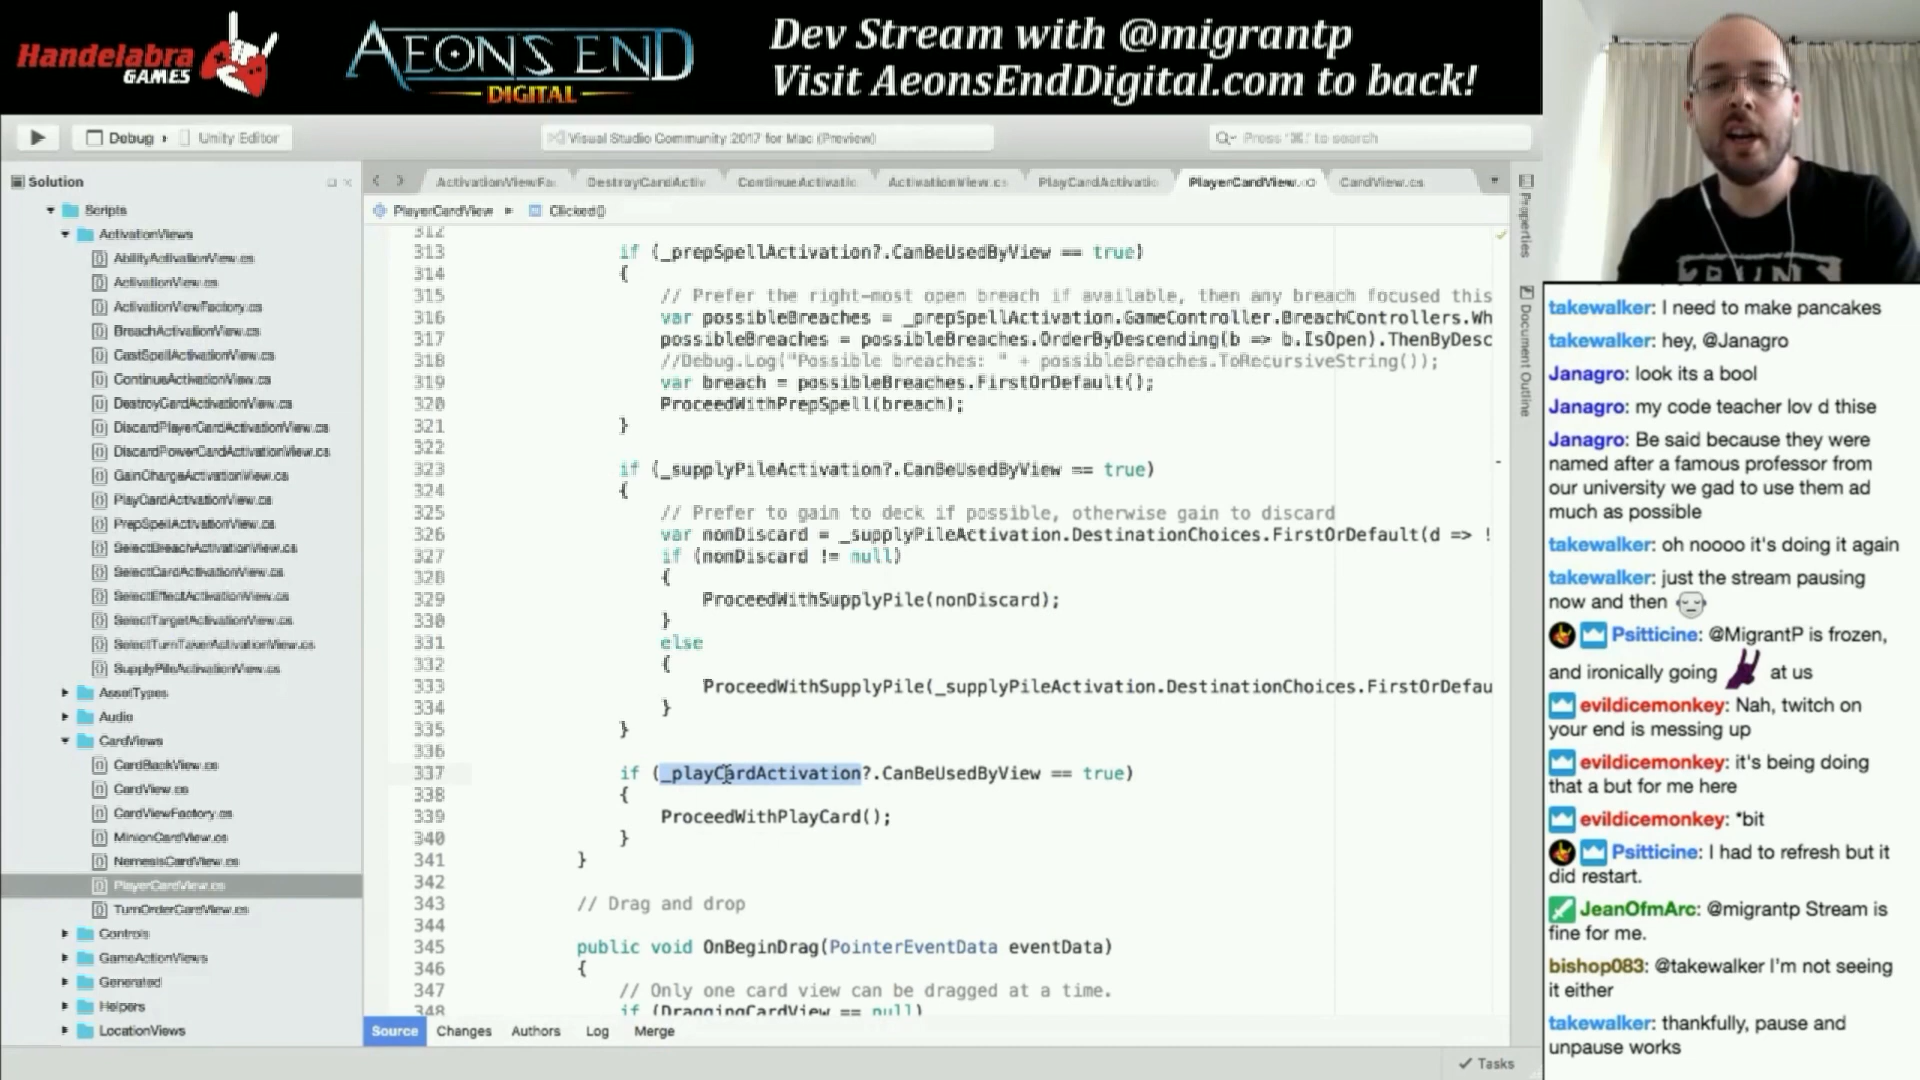 Handelabra
GAMES
AEONS END
DIGITAL
Dev Stream with @migrantp
Visit AeonsEndDigital.com to back!
Debug
Unity Editor
Visual Studio Community 2017 for Mac (Preview)
Press '⌘.' to search
Solution
Scripts
ActivationViews
AbilityActivationView.cs
ActivationView.cs
ActivationViewFactory.cs
BreachActivationView.cs
CastSpellActivationView.cs
ContinueActivationView.cs
DestroyCardActivationView.cs
DiscardPlayerCardActivationView.cs
DiscardPowerCardActivationView.cs
GainChargeActivationView.cs
PlayCardActivationView.cs
PrepSpellActivationView.cs
SelectBreachActivationView.cs
SelectCardActivationView.cs
SelectEffectActivationView.cs
SelectTargetActivationView.cs
SelectTurnTakerActivationView.cs
SupplyPileActivationView.cs
AssetTypes
Audio
CardViews
CardBackView.cs
CardView.cs
CardViewFactory.cs
MinionCardView.cs
NemesisCardView.cs
PlayerCardView.cs
TurnOrderCardView.cs
Controls
GameActionViews
Generated
Helpers
LocationViews
ActivationViewFac
DestroyCardActiv
ContinueActivatio
ActivationView.cs
PlayCardActivatio
PlayerCardView.
CardView.cs
PlayerCardView
Clicked()
312
313 if (_prepSpellActivation?.CanBeUsedByView == true)
314 {
315 // Prefer the right-most open breach if available, then any breach focused this
316 var possibleBreaches = _prepSpellActivation.GameController.BreachControllers.Wh
317 possibleBreaches = possibleBreaches.OrderByDescending(b => b.IsOpen).ThenByDesc
318 //Debug.Log("Possible breaches: " + possibleBreaches.ToRecursiveString());
319 var breach = possibleBreaches.FirstOrDefault();
320 ProceedWithPrepSpell(breach);
321 }
322
323 if (_supplyPileActivation?.CanBeUsedByView == true)
324 {
325 // Prefer to gain to deck if possible, otherwise gain to discard
326 var nonDiscard = _supplyPileActivation.DestinationChoices.FirstOrDefault(d => !
327 if (nonDiscard != null)
328 {
329 ProceedWithSupplyPile(nonDiscard);
330 }
331 else
332 {
333 ProceedWithSupplyPile(_supplyPileActivation.DestinationChoices.FirstOrDefau
334 }
335 }
336
337 if (_playCardActivation?.CanBeUsedByView == true)
338 {
339 ProceedWithPlayCard();
340 }
341 }
342
343 // Drag and drop
344
345 public void OnBeginDrag(PointerEventData eventData)
346 {
347 // Only one card view can be dragged at a time.
348 if (DraggingCardView == null)
Source
Changes
Authors
Log
Merge
Tasks
Properties
Document Outline
takewalker: I need to make pancakes
takewalker: hey, @Janagro
Janagro: look its a bool
Janagro: my code teacher lov d thise
Janagro: Be said because they were
named after a famous professor from
our university we gad to use them ad
much as possible
takewalker: oh noooo it's doing it again
takewalker: just the stream pausing
now and then
Psitticine: @MigrantP is frozen,
and ironically going at us
evildicemonkey: Nah, twitch on
your end is messing up
evildicemonkey: it's being doing
that a but for me here
evildicemonkey: *bit
Psitticine: I had to refresh but it
did restart.
JeanOfmArc: @migrantp Stream is
fine for me.
bishop083: @takewalker I'm not seeing
it either
takewalker: thankfully, pause and
unpause works